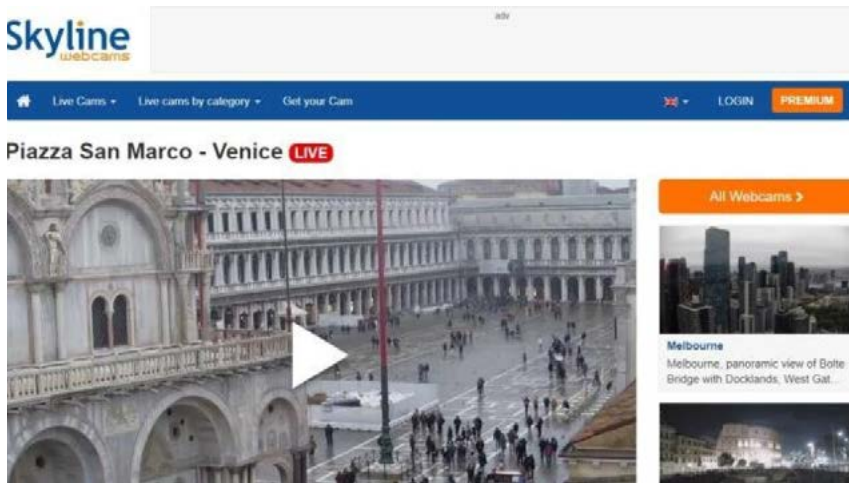 adv
Skyline
webcams
Live Cams
Live cams by category
Get your Cam
LOGIN
PREMIUM
Piazza San Marco - Venice LIVE
All Webcams
Melbourne
Melbourne, panoramic view of Bolte
Bridge with Docklands, West Gat...